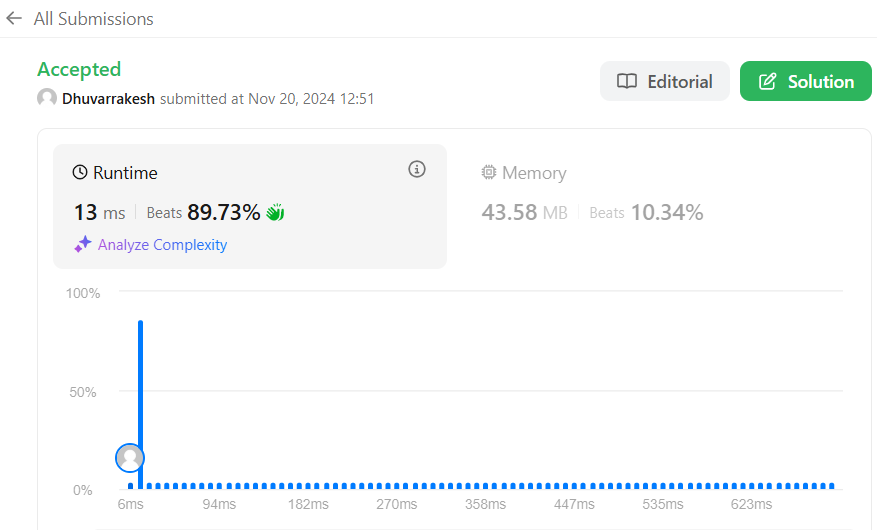 All Submissions
Accepted
Dhuvarrakesh submitted at Nov 20, 2024 12:51
Editorial
Solution
Runtime
13 ms Beats 89.73%
Analyze Complexity
Memory
43.58 MB Beats 10.34%
100%
50%
0%
6ms 94ms 182ms 270ms 358ms 447ms 535ms 623ms